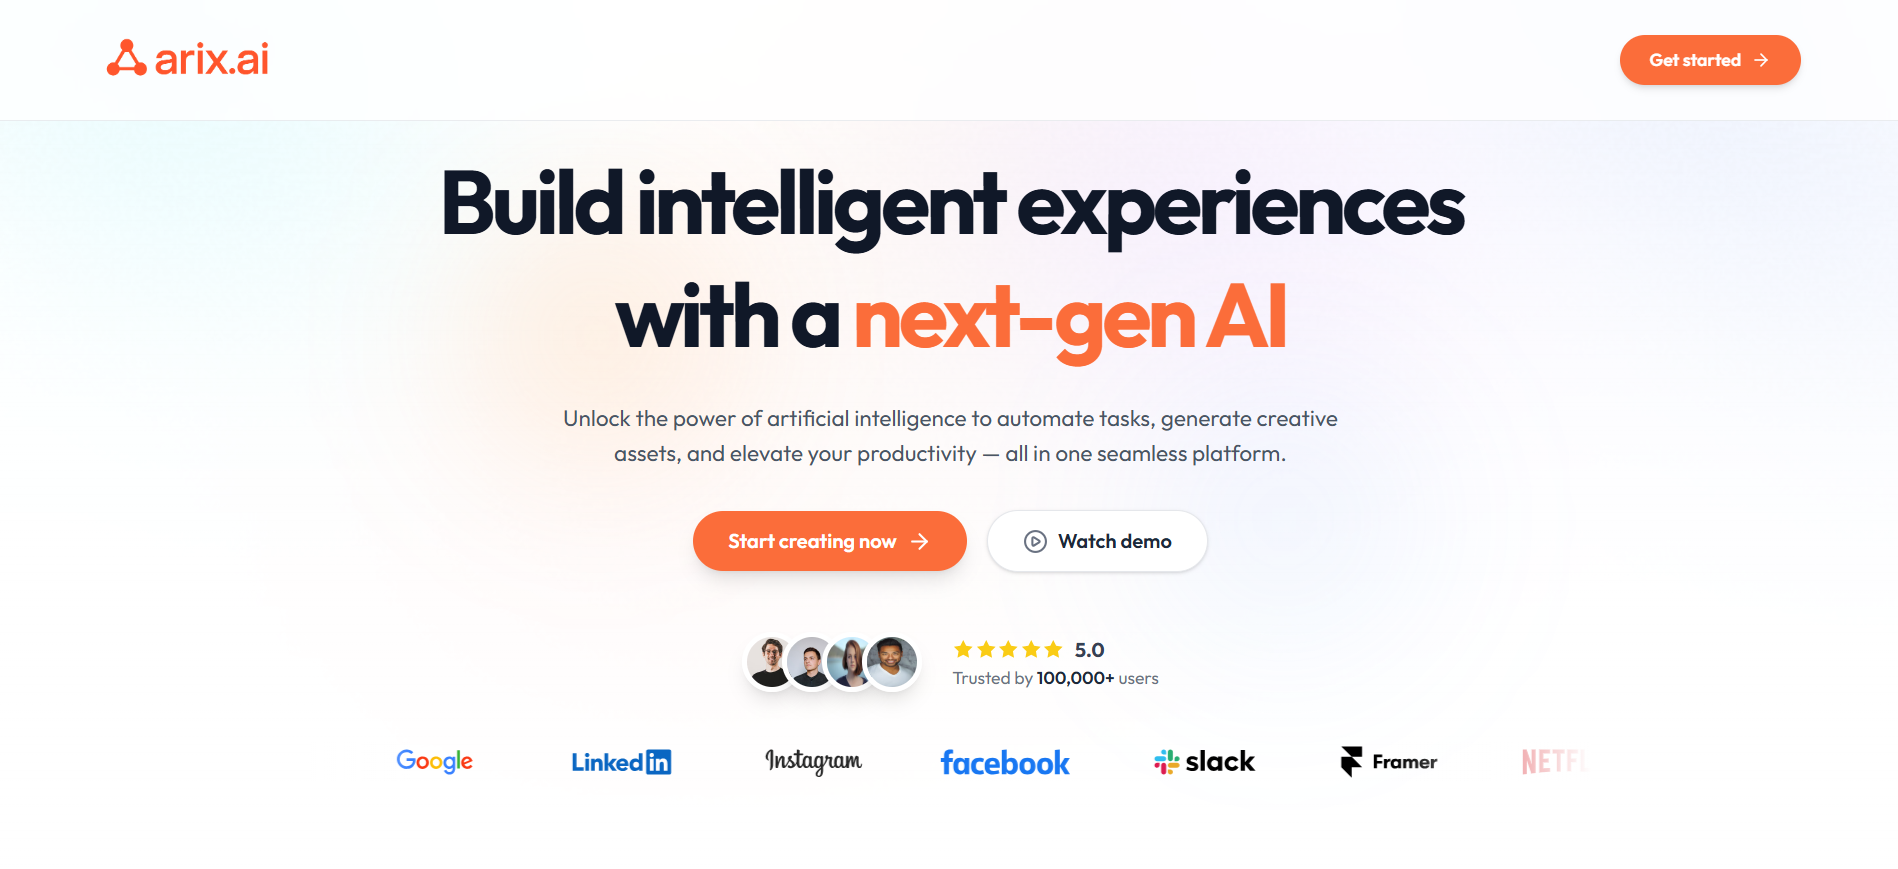 arix.ai
Get started
Build intelligent experiences
with a next-gen AI
Unlock the power of artificial intelligence to automate tasks, generate creative
assets, and elevate your productivity — all in one seamless platform.
Start creating now
Watch demo
5.0
Trusted by 100,000+ users
Google
LinkedIn
Instagram
facebook
slack
Framer
NETFL